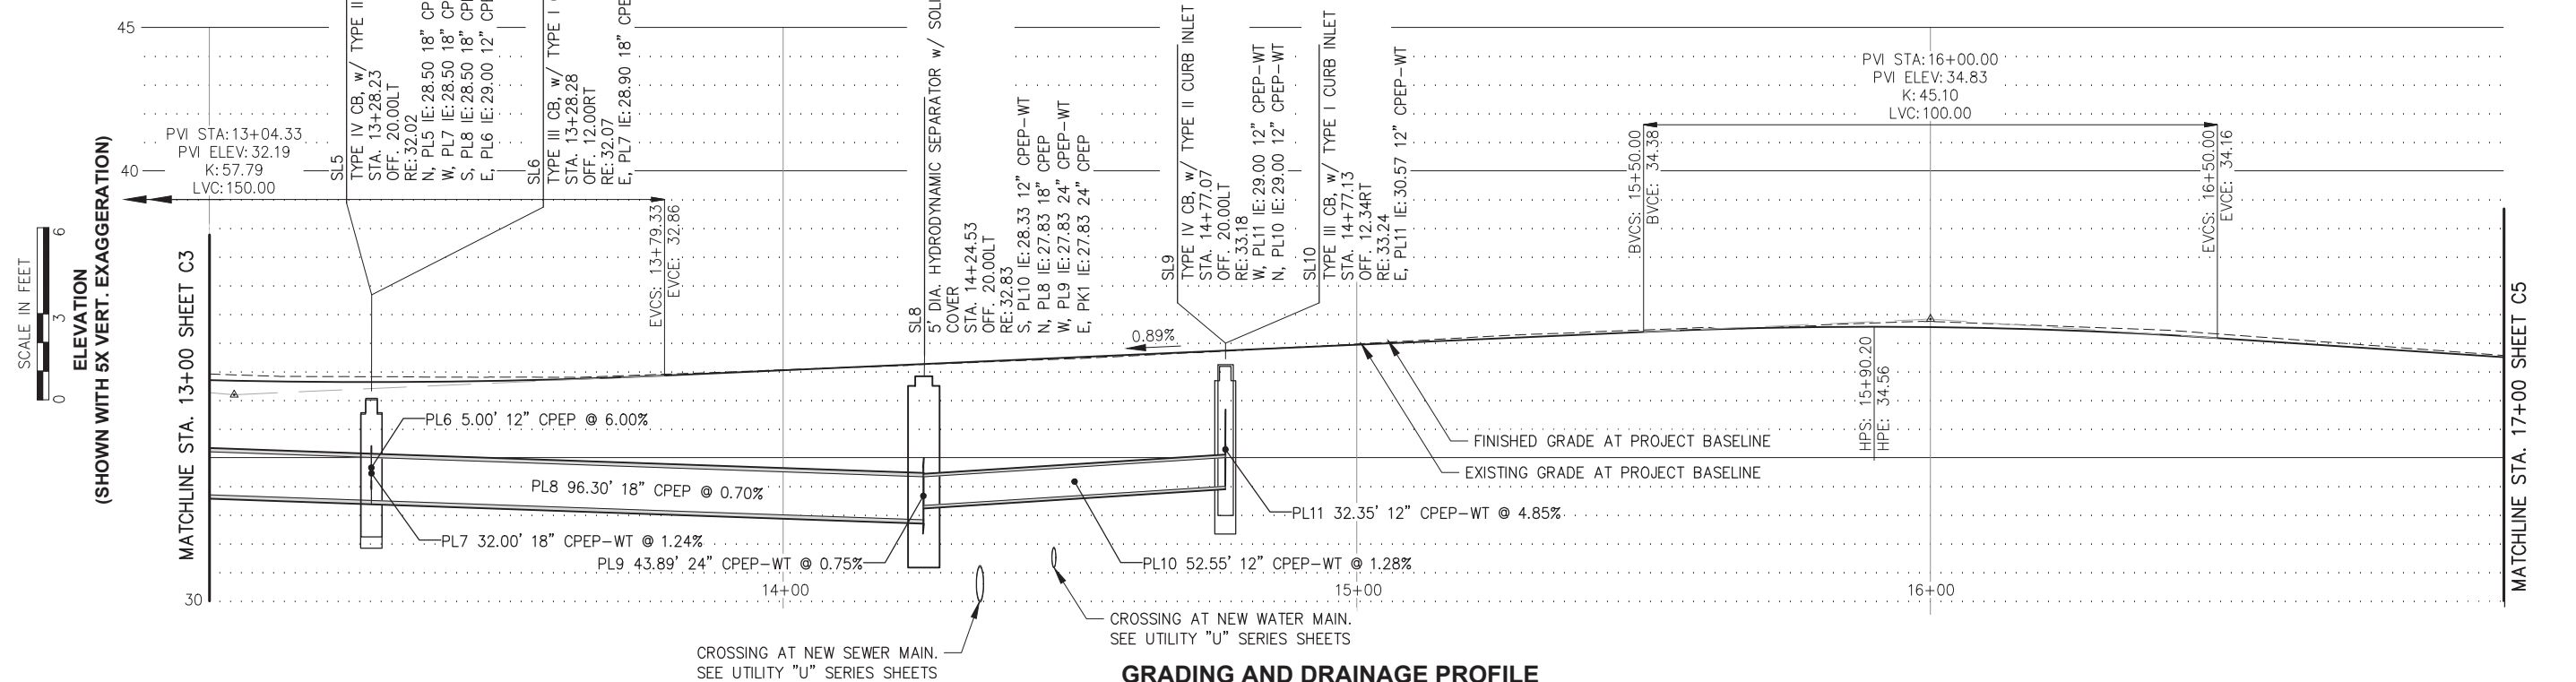 45
40
30
SCALE IN FEET
0
3
6
ELEVATION
(SHOWN WITH 5X VERT. EXAGGERATION)
MATCHLINE STA. 13+00 SHEET C3
PVI STA:13+04.33
PVI ELEV: 32.19
K:57.79
LVC:150.00
SL5
TYPE IV CB, w/ TYPE II
STA. 13+28.23
OFF. 20.00LT
RE:32.02
N, PL5 IE:28.50 18"
W, PL7 IE:28.50 18"
S, PL8 IE:28.50 18"
E, PL6 IE:29.00 12"
SL6
TYPE III CB, w/ TYPE I
STA. 13+28.28
OFF. 12.00RT
RE:32.07
E, PL7 IE:28.90 18"
EVCS: 13+79.33
EVCE: 32.86
SL8
5' DIA. HYDRODYNAMIC SEPARATOR w/
COVER
STA. 14+24.53
OFF. 20.00LT
RE:32.83
S, PL10 IE:28.33 12" CPEP-WT
N, PL8 IE:27.83 18" CPEP
W, PL9 IE:27.83 24" CPEP-WT
E, PK1 IE:27.83 24" CPEP
SL9
TYPE IV CB, w/ TYPE II CURB INLET
STA. 14+77.07
OFF. 20.00LT
RE:33.18
W, PL11 IE:29.00 12" CPEP-WT
N, PL10 IE:29.00 12" CPEP-WT
SL10
TYPE III CB, w/ TYPE I CURB INLET
STA. 14+77.13
OFF. 12.34RT
RE:33.24
E, PL11 IE:30.57 12" CPEP-WT
0.89%
BVCS: 15+50.00
BVCE: 34.38
PVI STA:16+00.00
PVI ELEV: 34.83
K:45.10
LVC:100.00
EVCS: 16+50.00
EVCE: 34.16
HPS: 15+90.20
HPE: 34.56
PL6 5.00' 12" CPEP @ 6.00%
PL8 96.30' 18" CPEP @ 0.70%
PL7 32.00' 18" CPEP-WT @ 1.24%
PL9 43.89' 24" CPEP-WT @ 0.75%
PL10 52.55' 12" CPEP-WT @ 1.28%
PL11 32.35' 12" CPEP-WT @ 4.85%
FINISHED GRADE AT PROJECT BASELINE
EXISTING GRADE AT PROJECT BASELINE
14+00
15+00
16+00
CROSSING AT NEW WATER MAIN.
SEE UTILITY "U" SERIES SHEETS
CROSSING AT NEW SEWER MAIN.
SEE UTILITY "U" SERIES SHEETS
MATCHLINE STA. 17+00 SHEET C5
GRADING AND DRAINAGE PROFILE